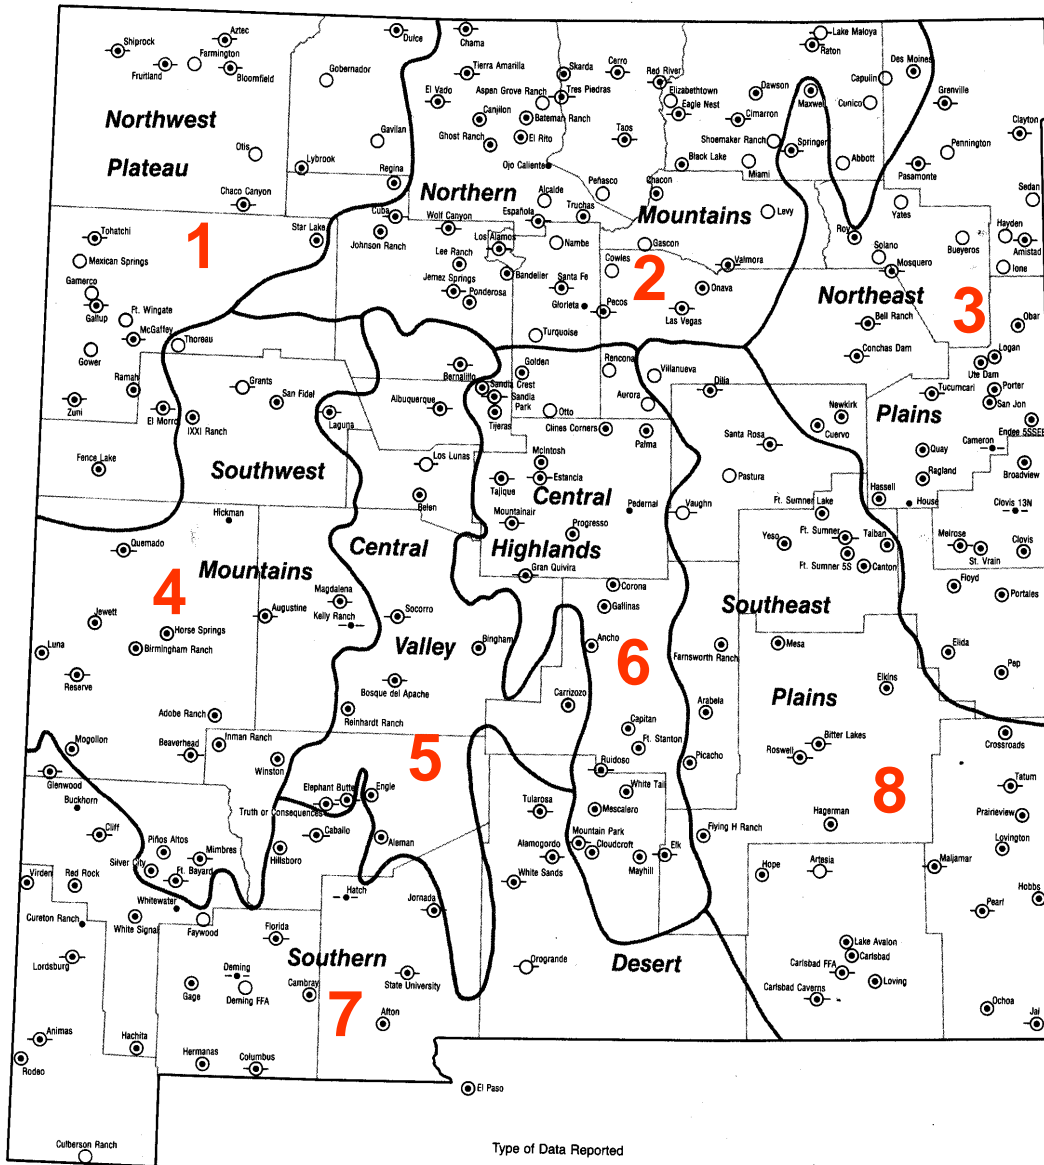 Shiprock
Aztec
Fruitland
Farmington
Bloomfield
Gobernador
Dulce
Chama
Tierra Amarilla
El Vado
Skarda
Cerro
Red River
Lake Maloya
Raton
Des Moines
Capulin
Aspen Grove Ranch
Tres Piedras
Elizabethtown
Eagle Nest
Dawson
Cimarron
Maxwell
Cunico
Grenville
Clayton
Northwest
Plateau
Otis
Gavilan
Lybrook
Regina
Canjilon
Bateman Ranch
Ghost Ranch
El Rito
Ojo Caliente
Taos
Black Lake
Shoemaker Ranch
Miami
Springer
Abbott
Pasamonte
Pennington
Sedan
Chaco Canyon
Northern
Alcalde
Peñasco
Chacon
Mountains
Levy
Yates
Star Lake
Cuba
Wolf Canyon
Española
Truchas
Johnson Ranch
Tohatchi
1
Mexican Springs
Los Alamos
Nambe
Gascon
Cowles
2
Valmora
Roy
Solano
Mosquero
Bueyeros
Hayden
Amistad
Ione
Lee Ranch
Bandelier
Santa Fe
Jemez Springs
Ponderosa
Glorieta
Pecos
Onava
Las Vegas
Northeast
3
Bell Ranch
Obar
Gamerco
Gallup
Ft. Wingate
McGaffey
Thoreau
Gower
Turquoise
Conchas Dam
Logan
Ute Dam
Ramah
Grants
San Fidel
Bernalillo
Golden
Rencona
Villanueva
Dilia
Tucumcari
Porter
San Jon
Zuni
El Morro
IXXI Ranch
Laguna
Albuquerque
Sandia Crest
Sandia
Park
Tijeras
Otto
Aurora
Clines Corners
Palma
Newkirk
Cuervo
Plains
Endee 5SSEE
Cameron
Santa Rosa
Fence Lake
Southwest
Los Lunas
McIntosh
Estancia
Tajique
Central
Pastura
Quay
Ragland
Broadview
Hickman
Belen
Mountainair
Pedernal
Vaughn
Ft. Sumner Lake
Hassell
House
Clovis 13N
Quemado
Central
Progresso
Highlands
Yeso
Ft. Sumner
Taiban
Ft. Sumner 5S
Canton
Melrose
St. Vrain
Clovis
Mountains
4
Gran Quivira
Corona
Gallinas
Southeast
Floyd
Portales
Magdalena
Kelly Ranch
Augustine
Socorro
Jewett
Horse Springs
Birmingham Ranch
Luna
Reserve
Valley
Bingham
Ancho
6
Farnsworth Ranch
Mesa
Elida
Pep
Bosque del Apache
Reinhardt Ranch
Carrizozo
Plains
Elkins
Arabela
Adobe Ranch
Mogollon
Beaverhead
Inman Ranch
Winston
5
Capitan
Ft. Stanton
Ruidoso
Picacho
Roswell
Bitter Lakes
Crossroads
8
Glenwood
Buckhorn
Elephant Butte
Engle
Truth or Consequences
Tularosa
White Tail
Mescalero
Hagerman
Tatum
Prairieview
Cliff
Piños Altos
Mimbres
Silver City
Ft. Bayard
Hillsboro
Caballo
Aleman
Alamogordo
Mountain Park
Cloudcroft
Mayhill
Elk
Flying H Ranch
Hope
Artesia
Maljamar
Lovington
Virden
Red Rock
Whitewater
Hatch
Jornada
White Sands
Pearl
Hobbs
Cureton Ranch
White Signal
Faywood
Florida
Lordsburg
Gage
Deming
Deming FFA
Cambray
Southern
State University
Orogrande
Desert
Lake Avalon
Carlsbad
Carlsbad FFA
Loving
Carlsbad Caverns
7
Afton
Ochoa
Jal
Animas
Rodeo
Hachita
Hermanas
Columbus
El Paso
Culberson Ranch
Type of Data Reported